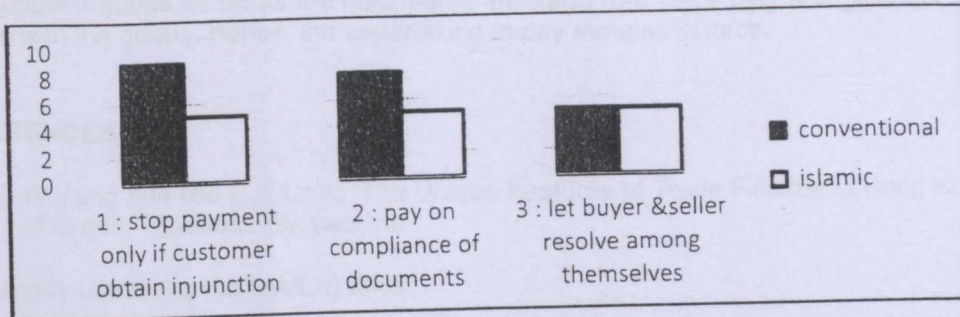 10
8
6
4
2
0
1 : stop payment
only if customer
obtain injunction
2 : pay on
compliance of
documents
3 : let buyer &seller
resolve among
themselves
conventional
islamic